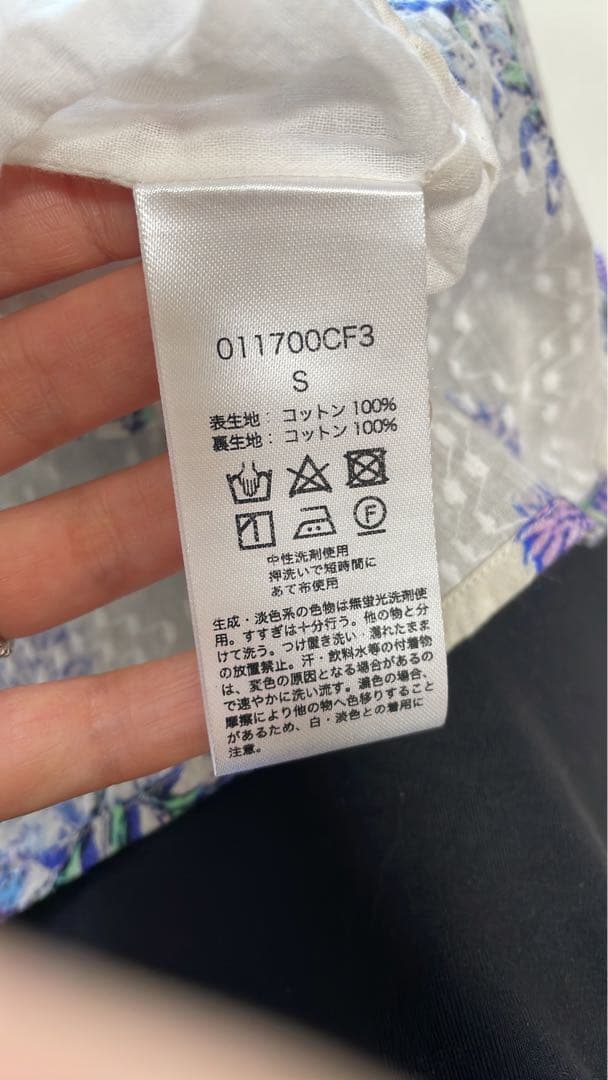 011700CF3
S
表生地： コットン 100%
裏生地： コットン 100%
F
中性洗剤使用
押洗いで短時間に
あて布使用
生成・淡色系の色物は無蛍光洗剤使
用。すすぎは十分行う。他の物と分
けて洗う。つけ置き洗い・濡れたまま
の放置禁止。汗・飲料水等の付着物
は、変色の原因となる場合があるの
で速やかに洗い流す。濃色の場合、
摩擦により他の物へ色移りすること
があるため、白・淡色との着用に
注意。